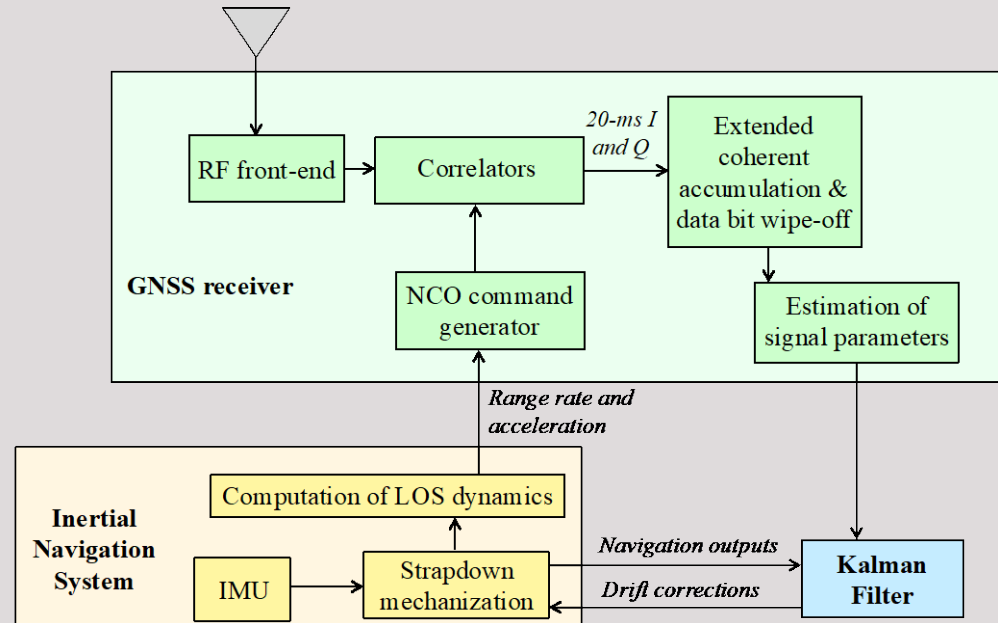 RF front-end
Correlators
20-ms I
and Q
Extended
coherent
accumulation &
data bit wipe-off
GNSS receiver
NCO command
generator
Estimation of
signal parameters
Range rate and
acceleration
Computation of LOS dynamics
Inertial
Navigation
System
IMU
Strapdown
mechanization
Navigation outputs
Drift corrections
Kalman
Filter